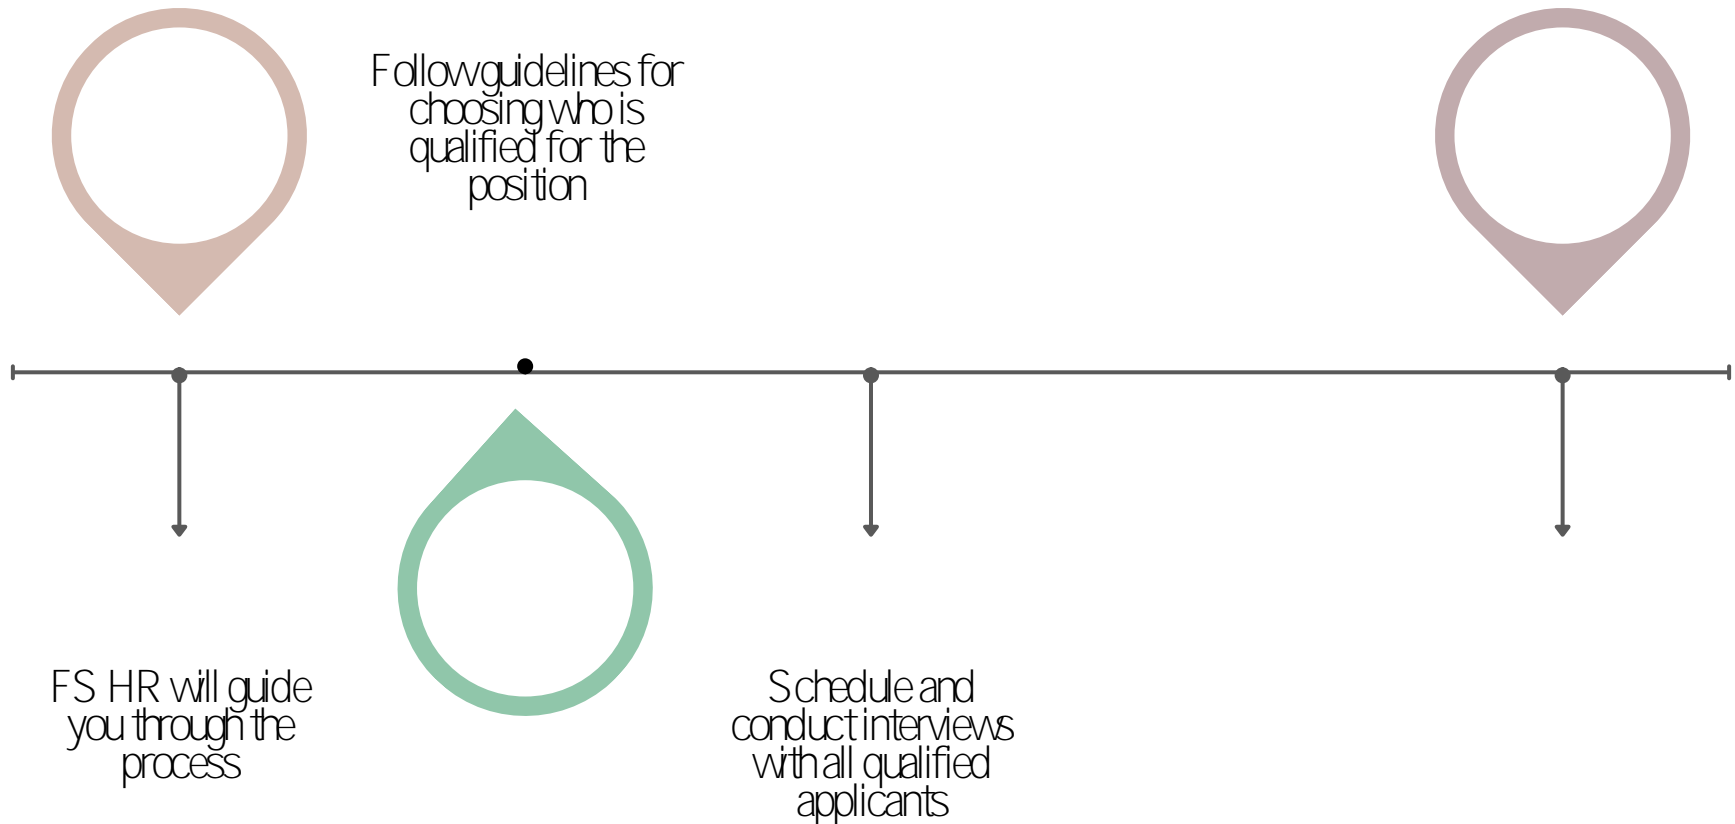 Follow guidelines for
choosing who is
qualified for the
position
FS HR will guide
you through the
process
Schedule and
conduct interviews
with all qualified
applicants